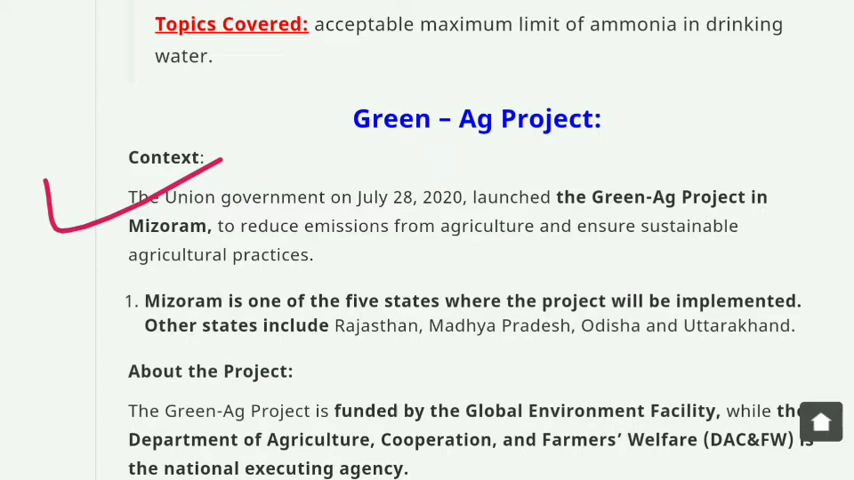 Topics Covered: acceptable maximum limit of ammonia in drinking
water.
Green – Ag Project:
Context:
The Union government on July 28, 2020, launched the Green-Ag Project in
Mizoram, to reduce emissions from agriculture and ensure sustainable
agricultural practices.
1. Mizoram is one of the five states where the project will be implemented.
Other states include Rajasthan, Madhya Pradesh, Odisha and Uttarakhand.
About the Project:
The Green-Ag Project is funded by the Global Environment Facility, while the
Department of Agriculture, Cooperation, and Farmers’ Welfare (DAC&FW) is
the national executing agency.